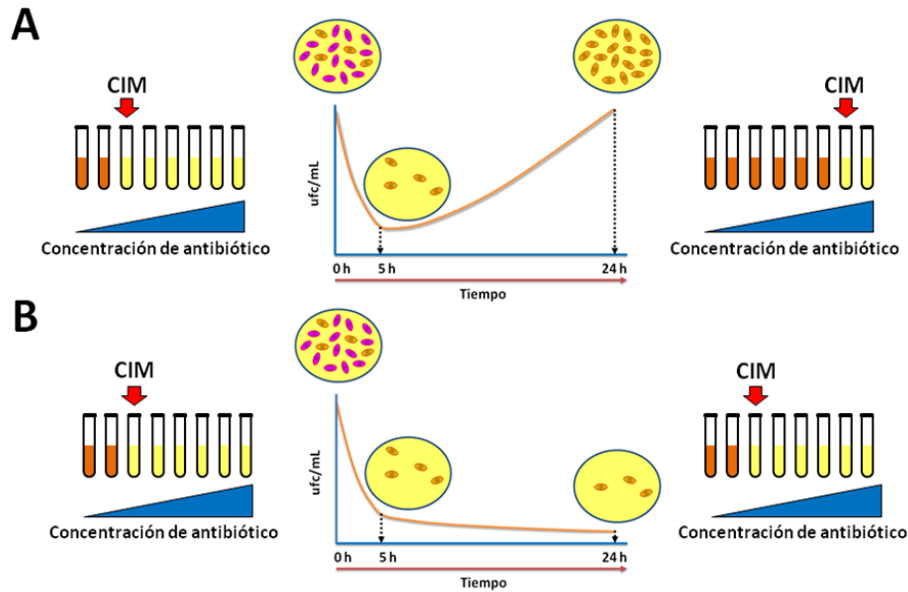 A
CIM
Concentración de antibiótico
ufc/mL
0 h
5 h
24 h
Tiempo
CIM
Concentración de antibiótico
B
CIM
Concentración de antibiótico
ufc/mL
0 h
5 h
24 h
Tiempo
CIM
Concentración de antibiótico